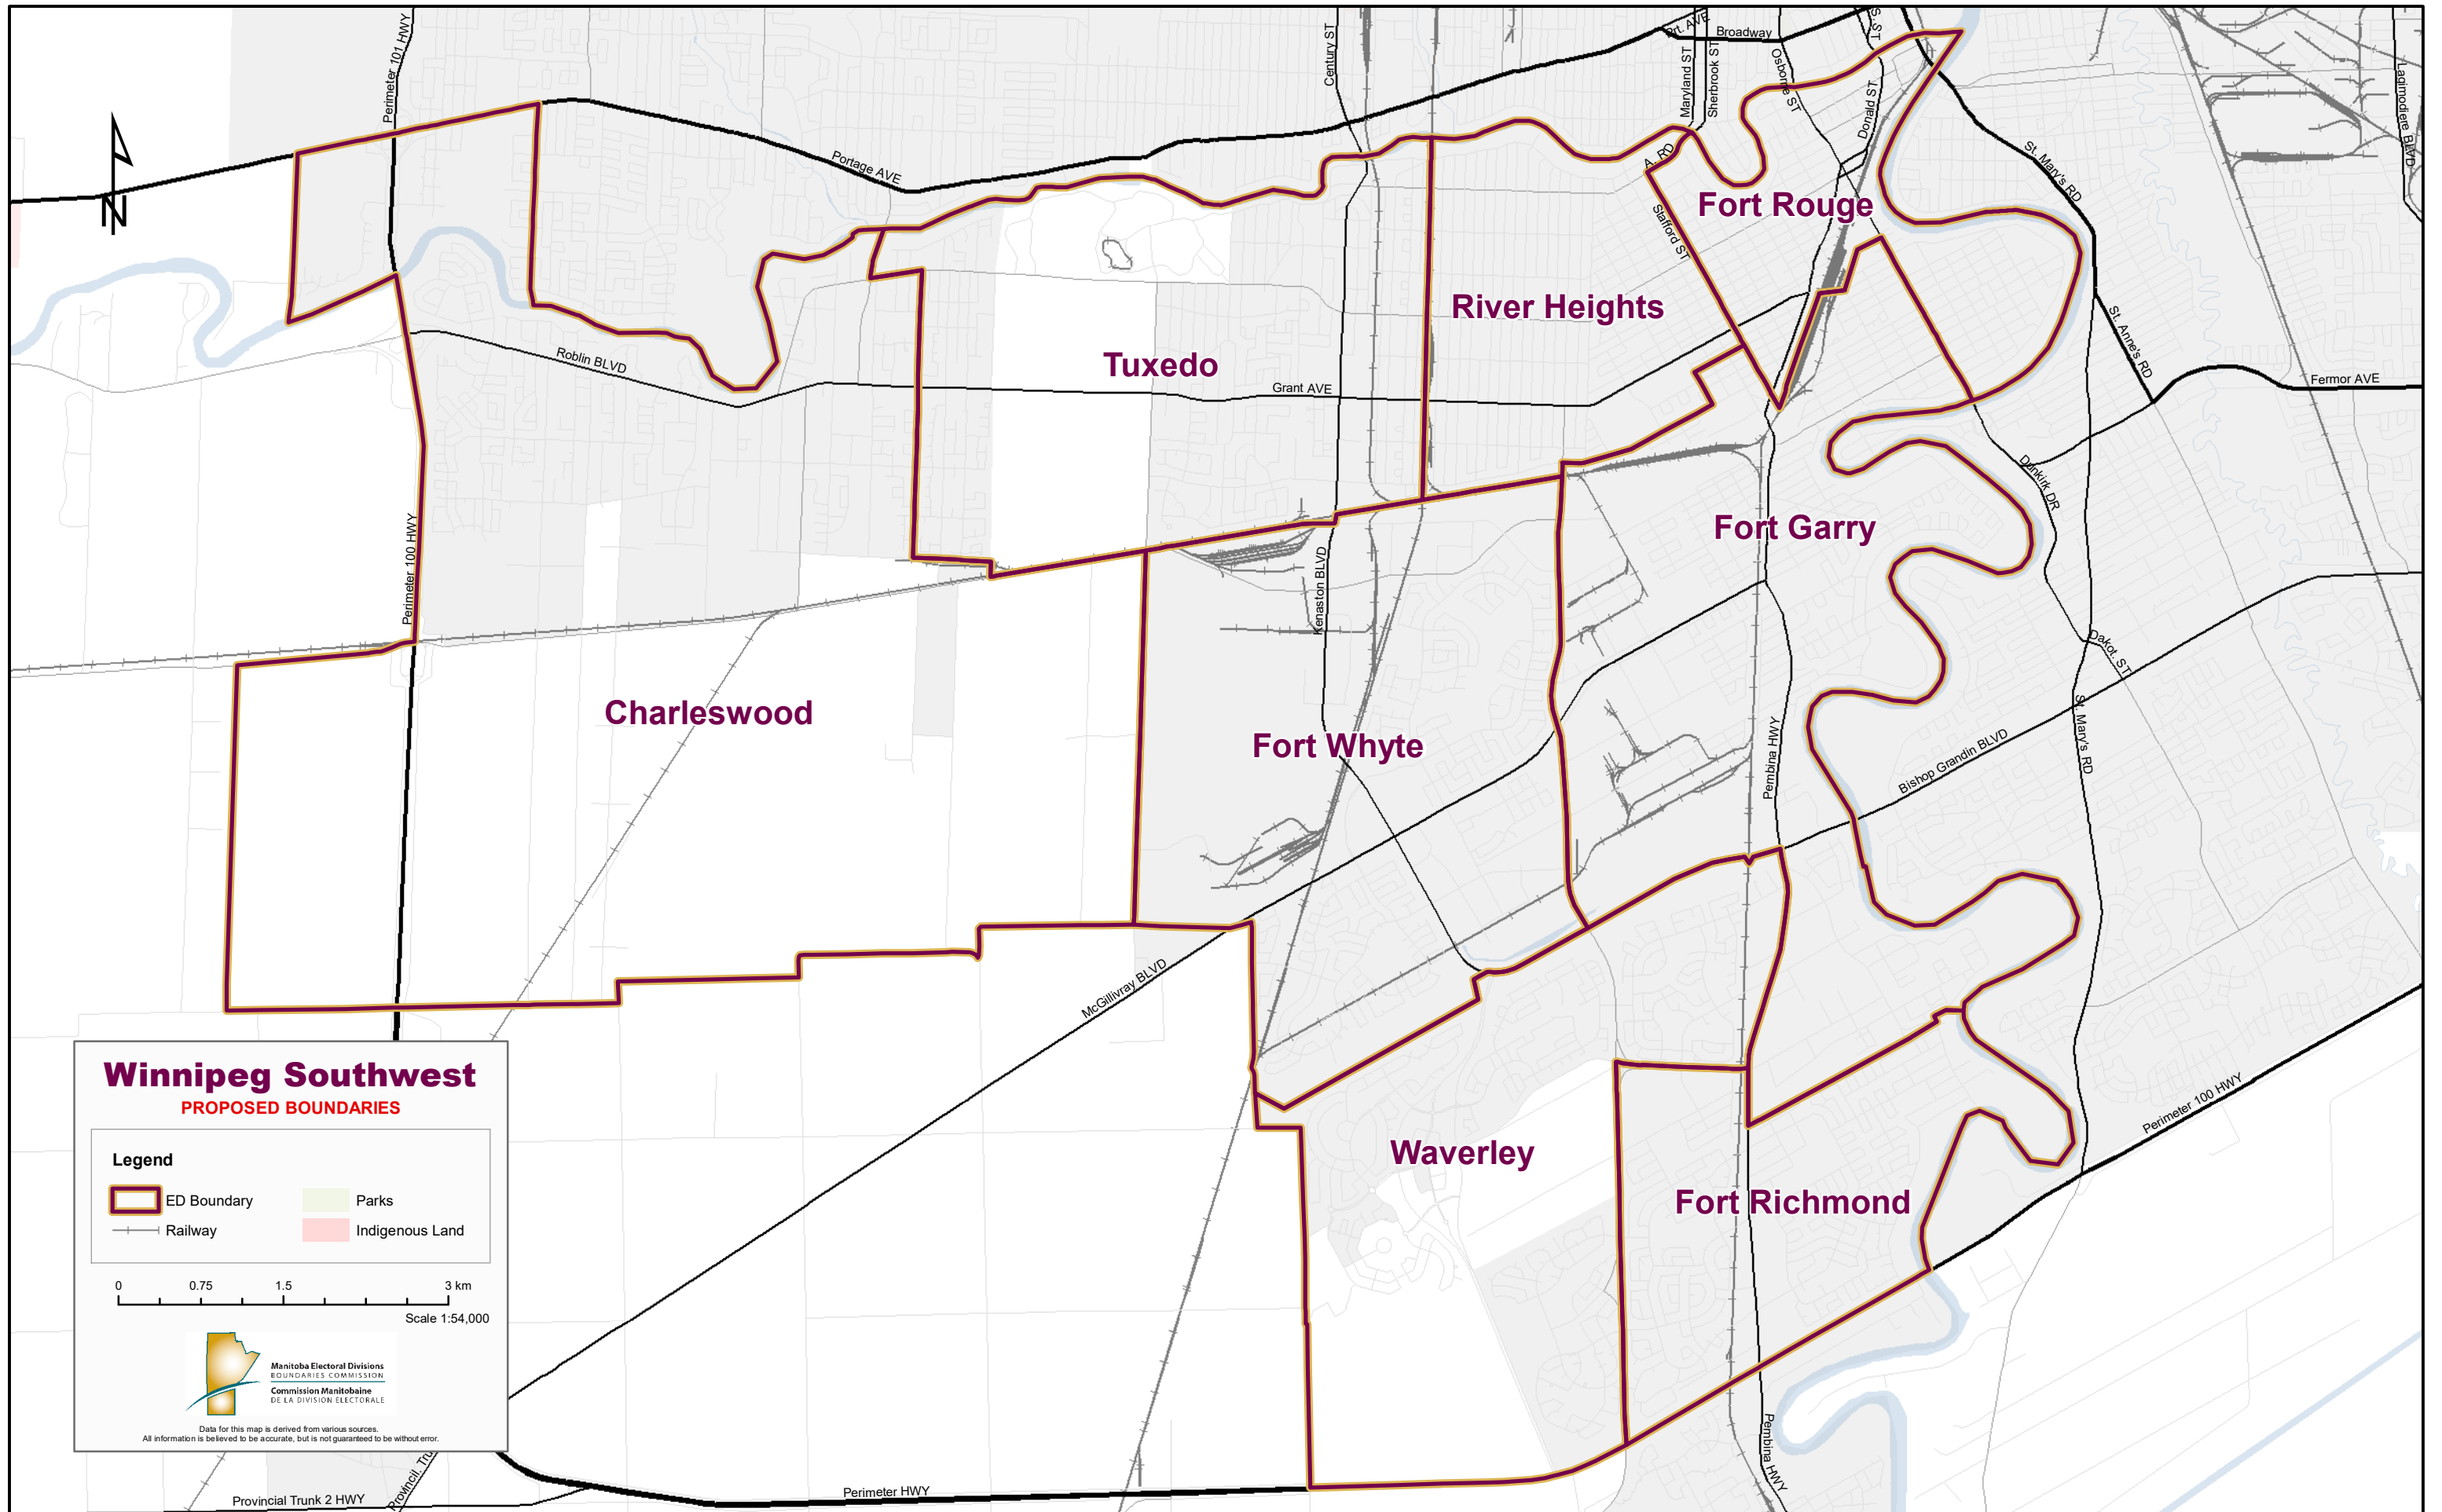 Perimeter 101 HWY
Century ST
Prt. AVE
Broadway
S. ST
Maryland ST
Sherbrook ST
Osborne ST
Donald ST
Lagimodiere BLVD
N
Portage AVE
A. RD
St. Mary's RD
Fort Rouge
Stafford ST
River Heights
St. Anne's RD
Roblin BLVD
Tuxedo
Grant AVE
Fermor AVE
Dunkirk DR
Fort Garry
Perimeter 100 HWY
Kenaston BLVD
Dakot. ST
Charleswood
Fort Whyte
Pembina HWY
St. Mary's RD
Bishop Grandin BLVD
McGillivray BLVD
Perimeter 100 HWY
Waverley
Fort Richmond
Winnipeg Southwest
PROPOSED BOUNDARIES
Legend
ED Boundary
Parks
Railway
Indigenous Land
0 0.75 1.5 3 km
Scale 1:54,000
Manitoba Electoral Divisions
BOUNDARIES COMMISSION
Commission Manitobaine
DE LA DIVISION ELECTORALE
Data for this map is derived from various sources.
All information is believed to be accurate, but is not guaranteed to be without error.
Pembina HWY
Provincial Trunk 2 HWY
Perimeter HWY